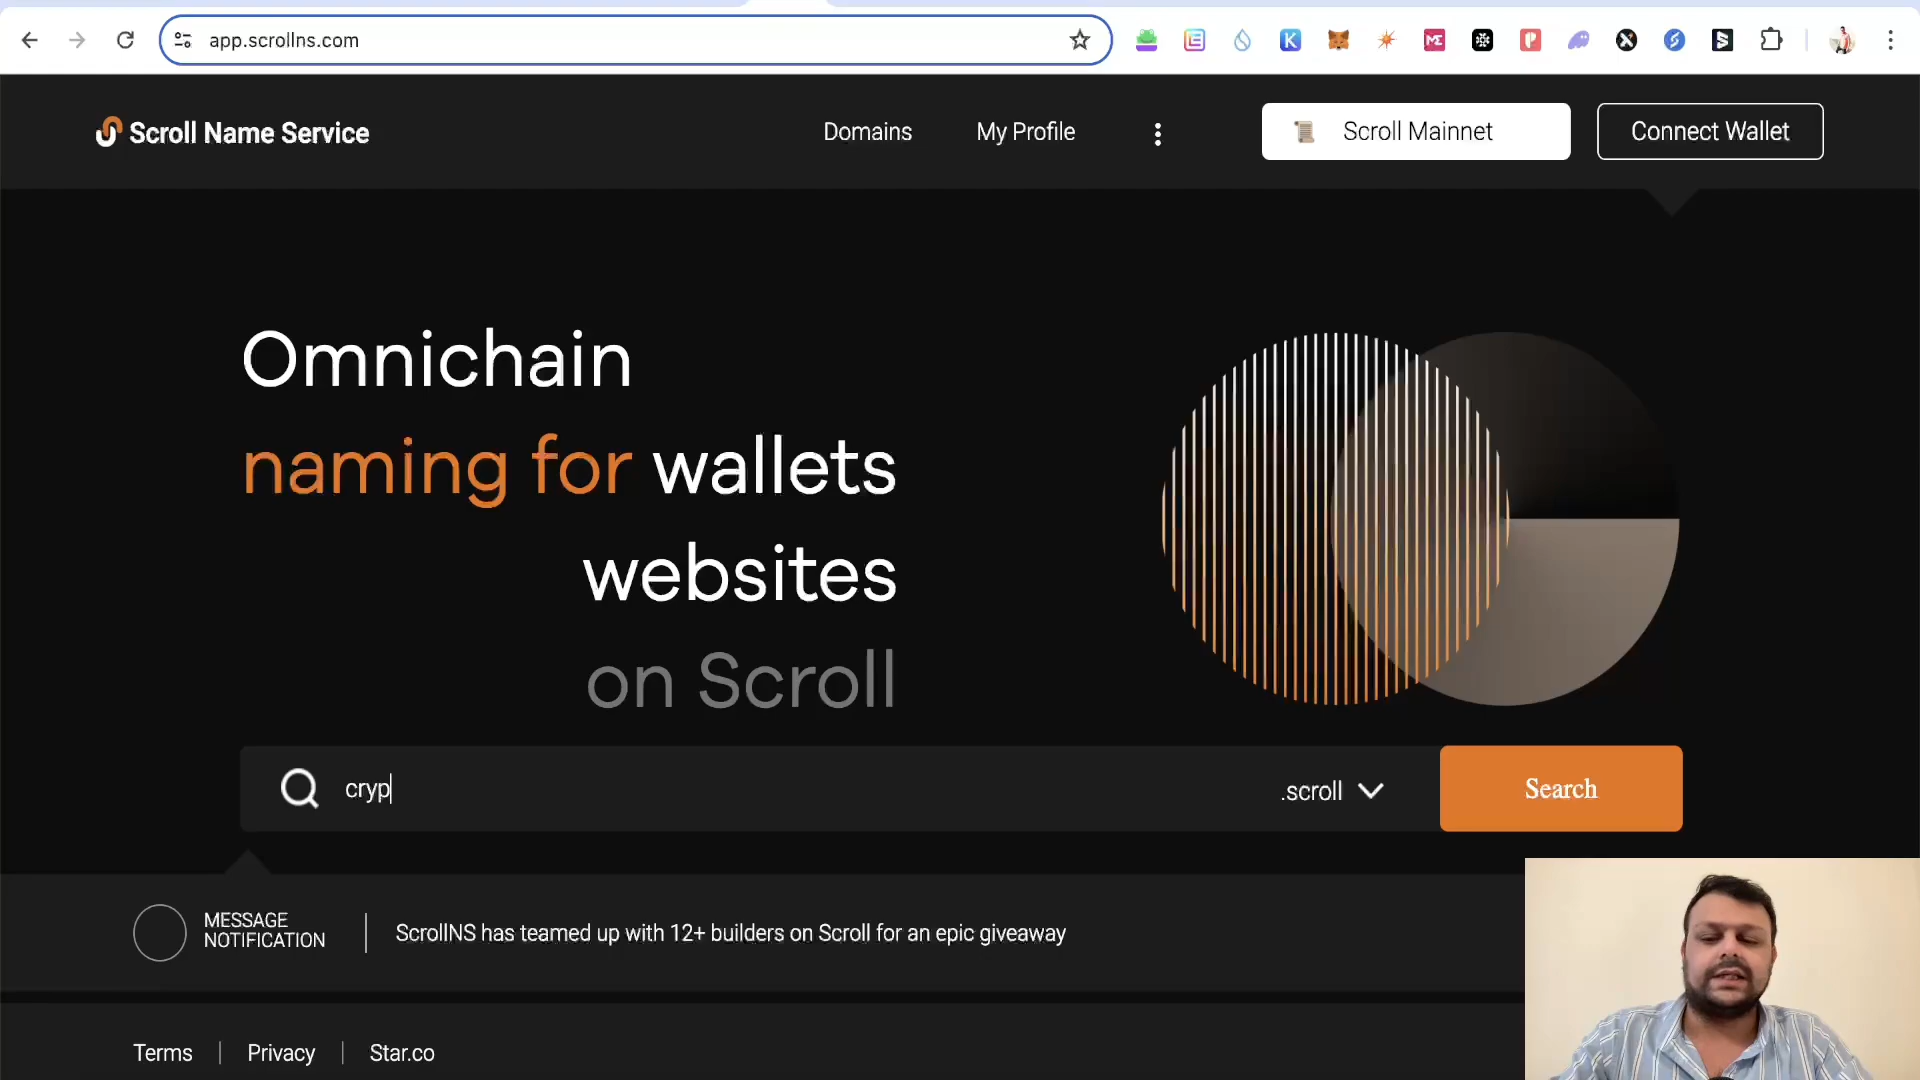 app.scrollns.com
Scroll Name Service
Domains
My Profile
Scroll Mainnet
Connect Wallet
Omnichain
naming for wallets
websites
on Scroll
cryp
.scroll
Search
MESSAGE
NOTIFICATION
ScrollNS has teamed up with 12+ builders on Scroll for an epic giveaway
Terms
Privacy
Star.co